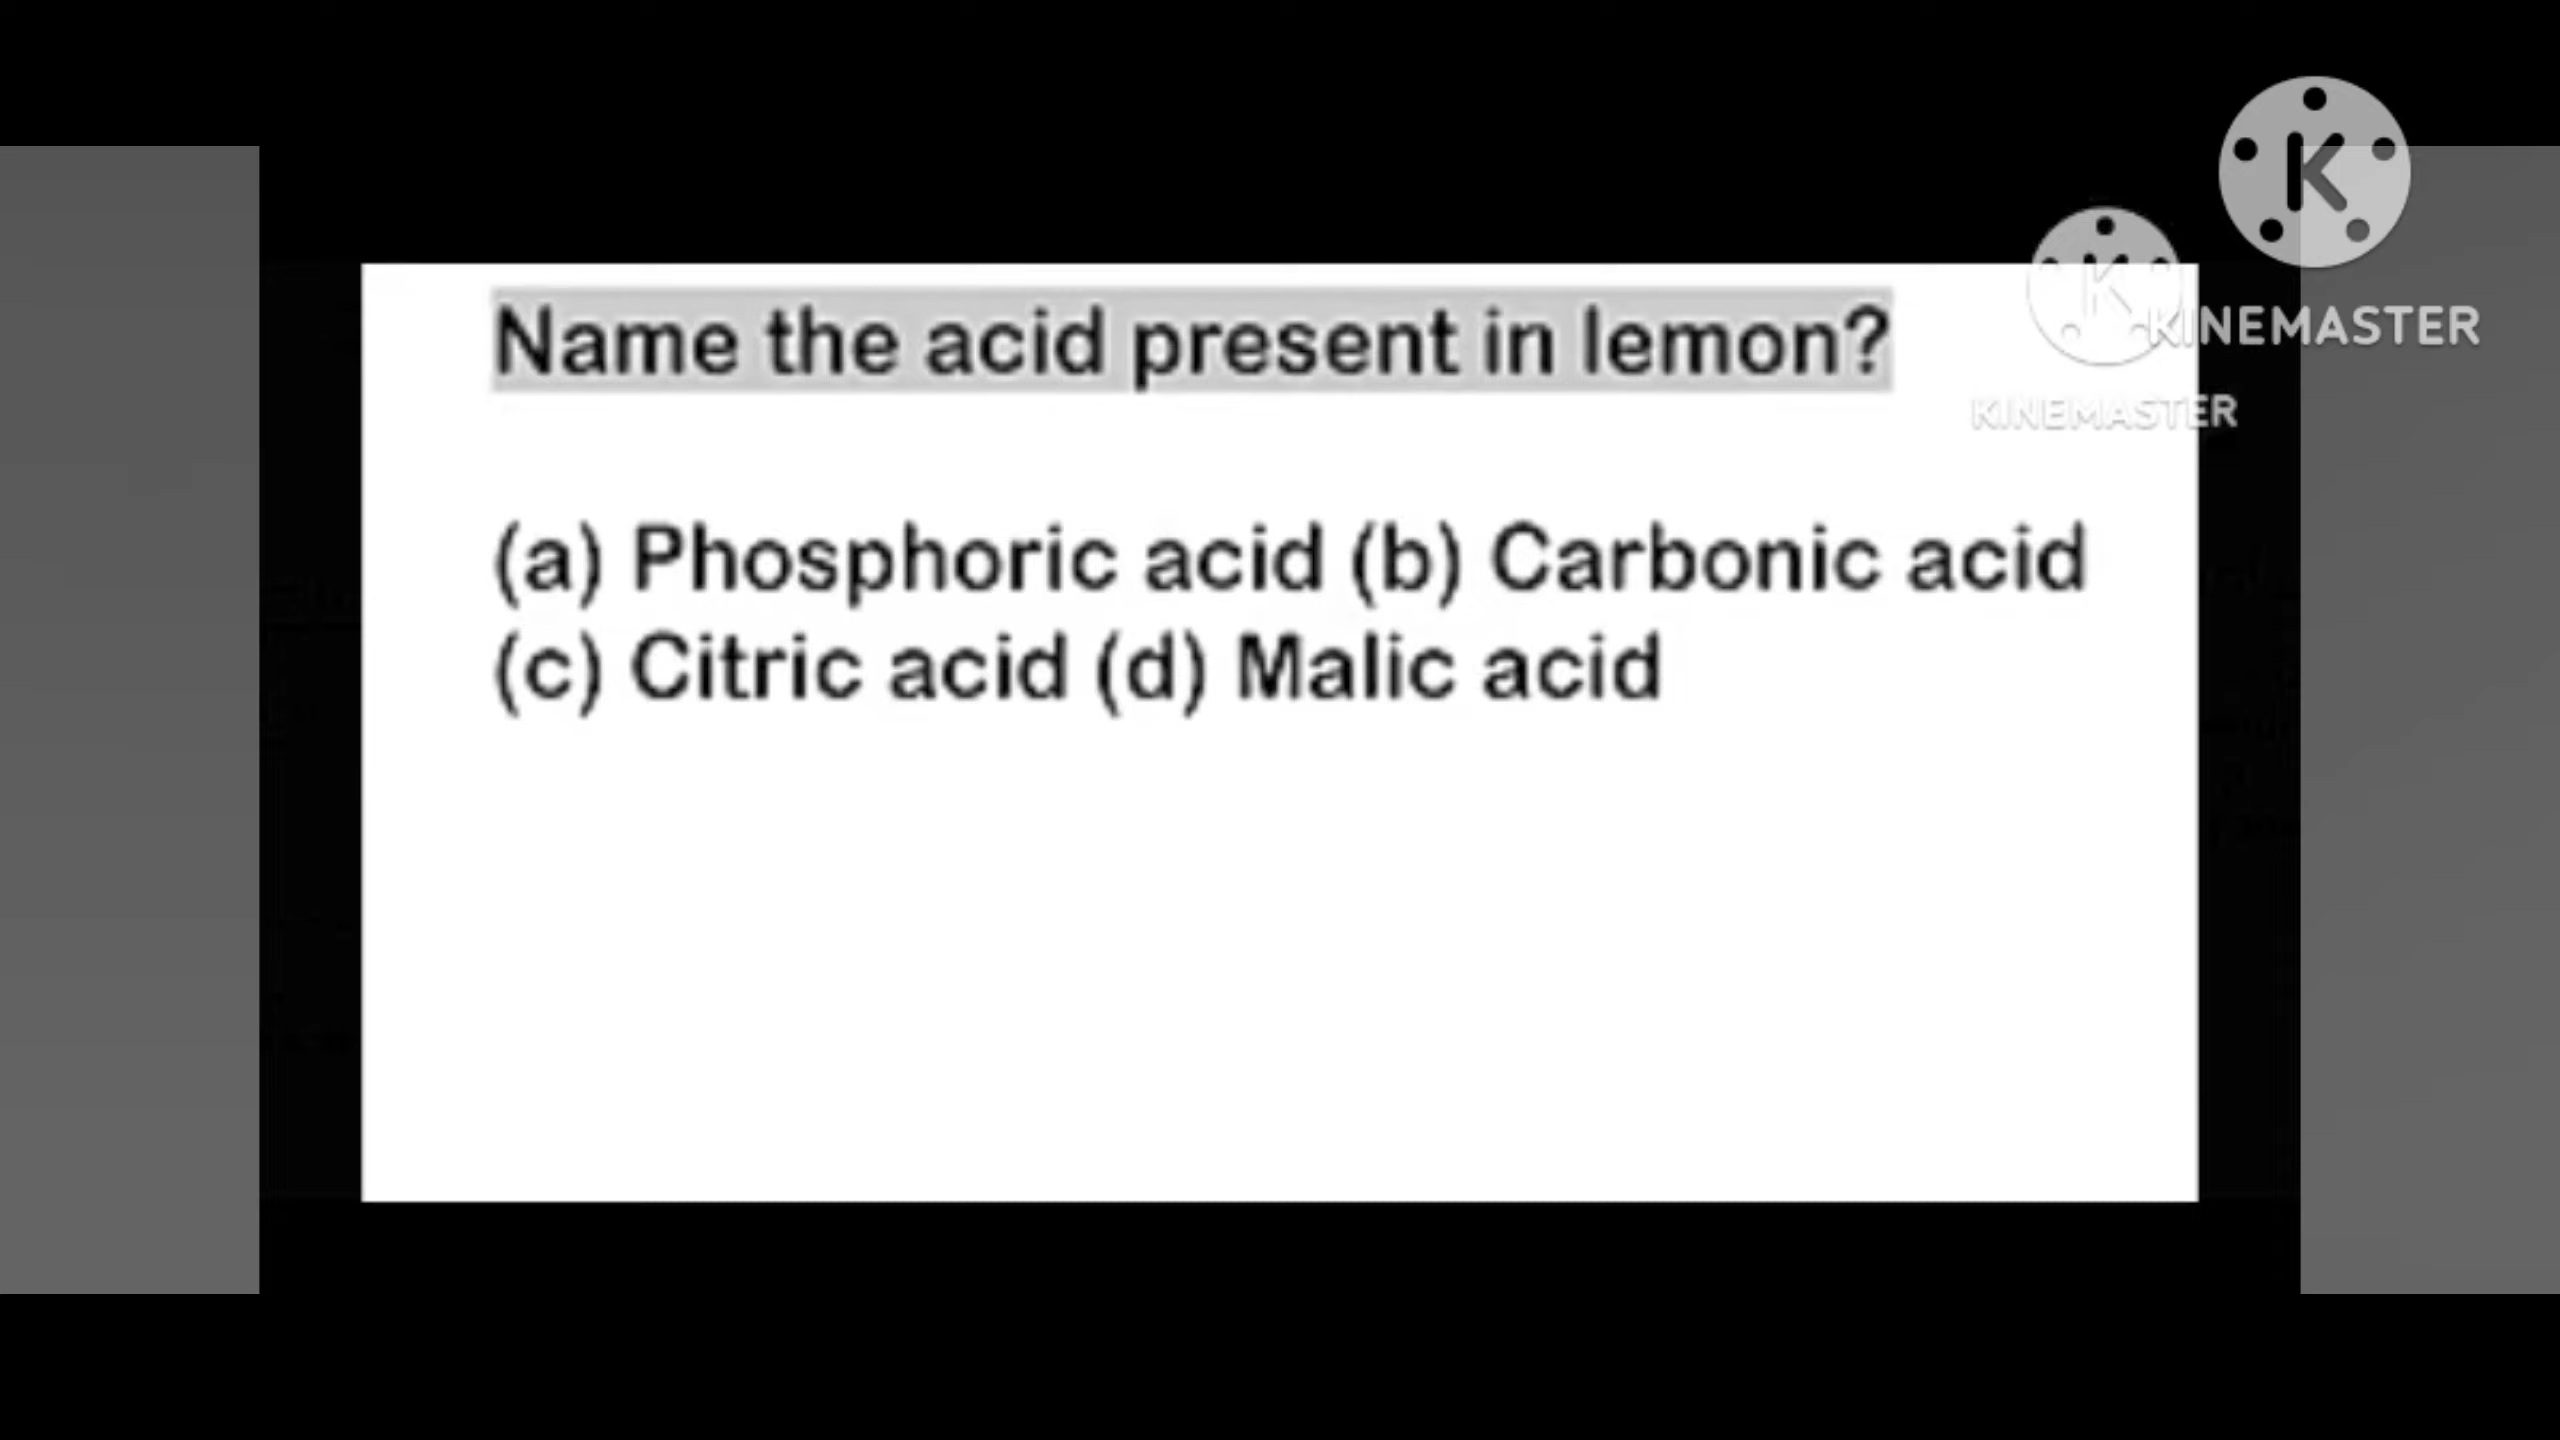 Name the acid present in lemon?
(a) Phosphoric acid (b) Carbonic acid
(c) Citric acid (d) Malic acid
K
KINEMASTER
K
KINEMASTER